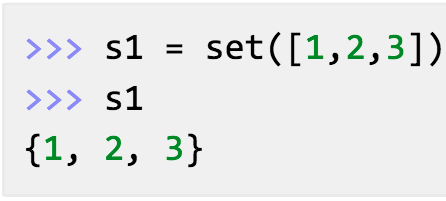 >>> s1 = set([1,2,3])
>>> s1
{1, 2, 3}